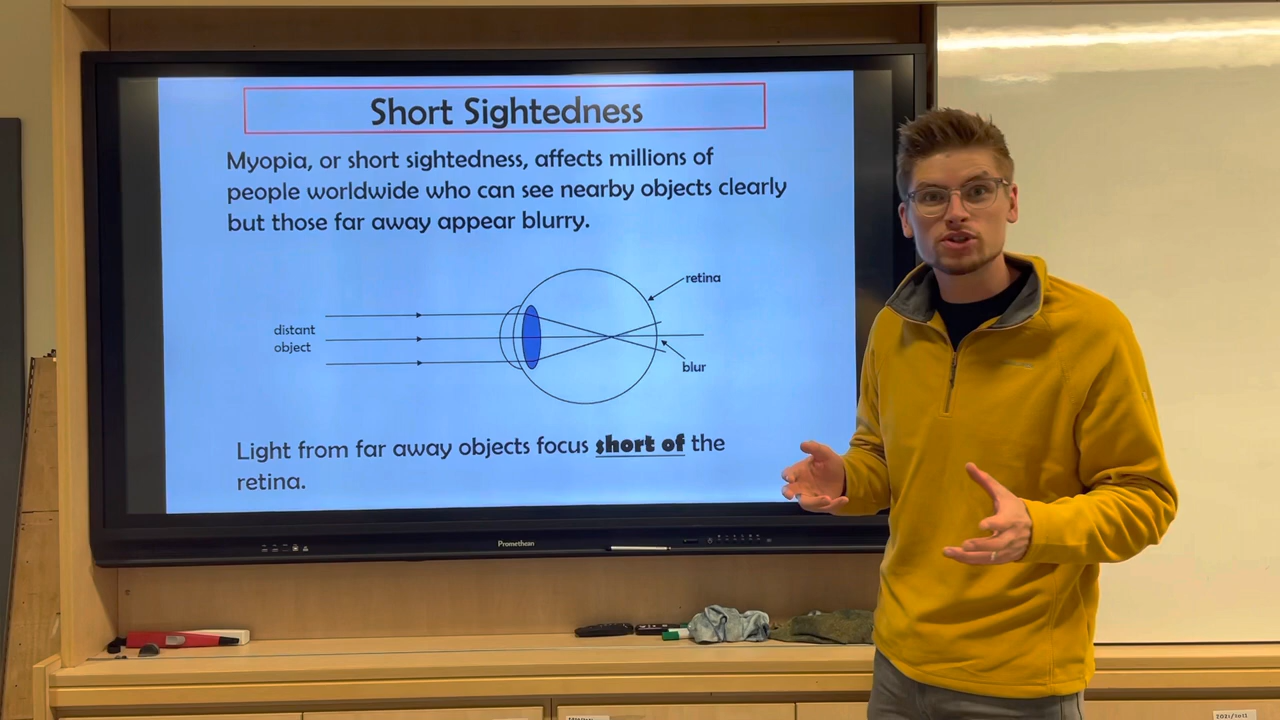 Short Sightedness
Myopia, or short sightedness, affects millions of
people worldwide who can see nearby objects clearly
but those far away appear blurry.
retina
distant
object
blur
Light from far away objects focus short of the
retina.
Promethean